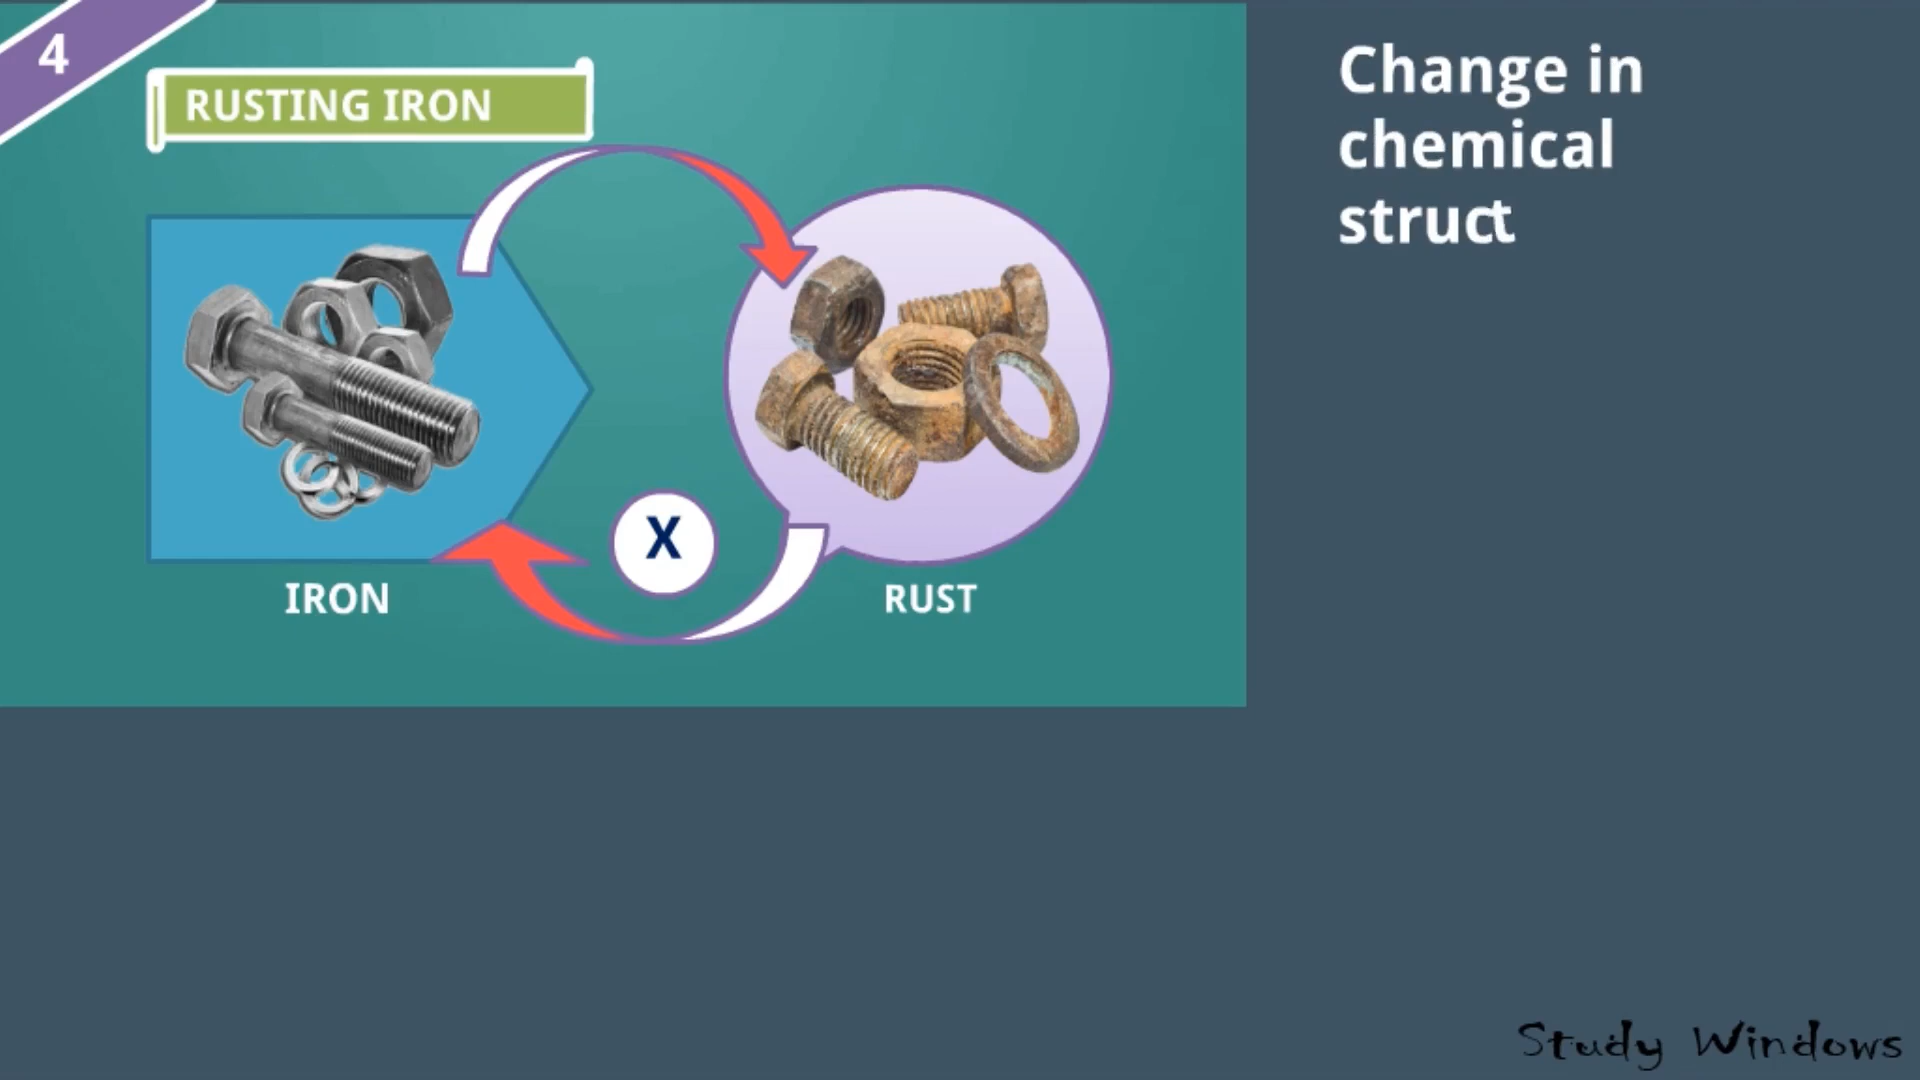 4
RUSTING IRON
X
IRON
RUST
Change in
chemical
struct
Study Windows